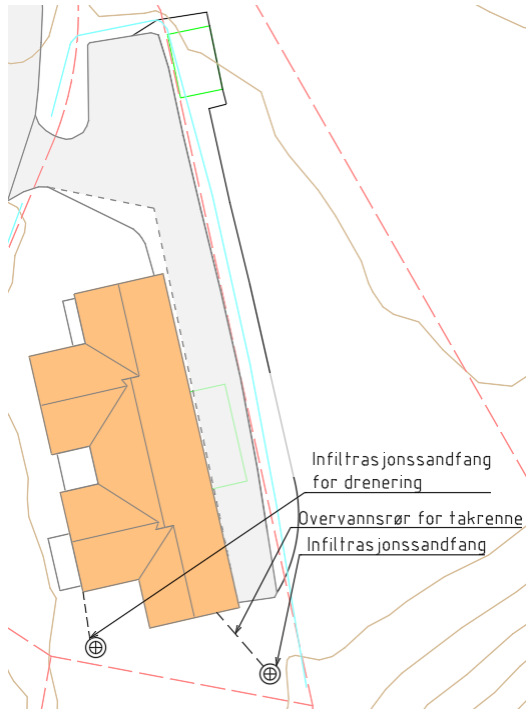 Infiltrasjonssandfang
for drenering
Overvannsrør for takrenne
Infiltrasjonssandfang